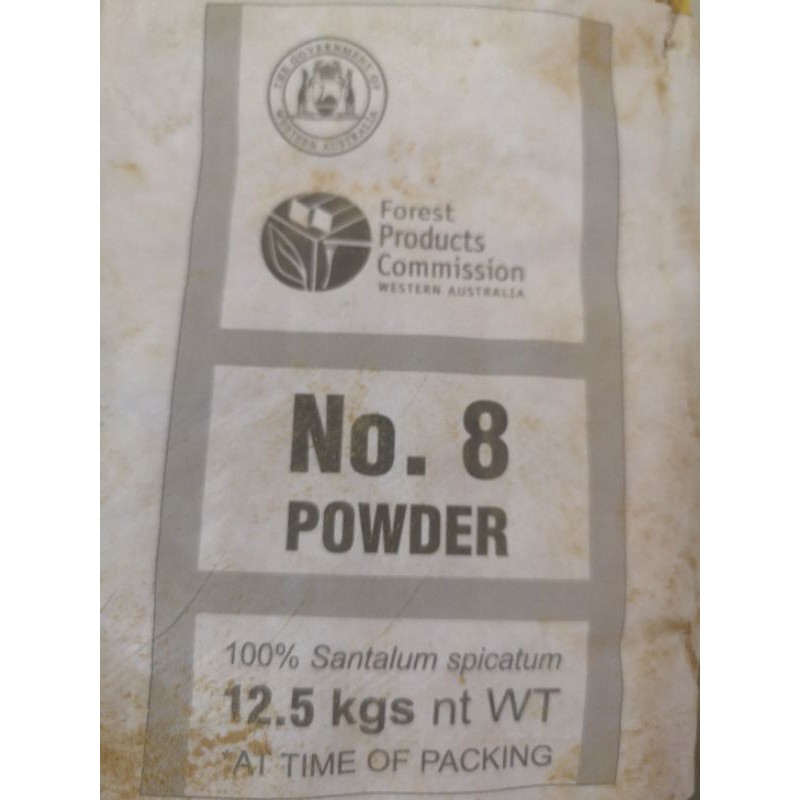 THE GOVERNMENT OF
WESTERN AUSTRALIA
Forest
Products
Commission
WESTERN AUSTRALIA
No. 8
POWDER
100% Santalum spicatum
12.5 kgs nt WT
*AT TIME OF PACKING